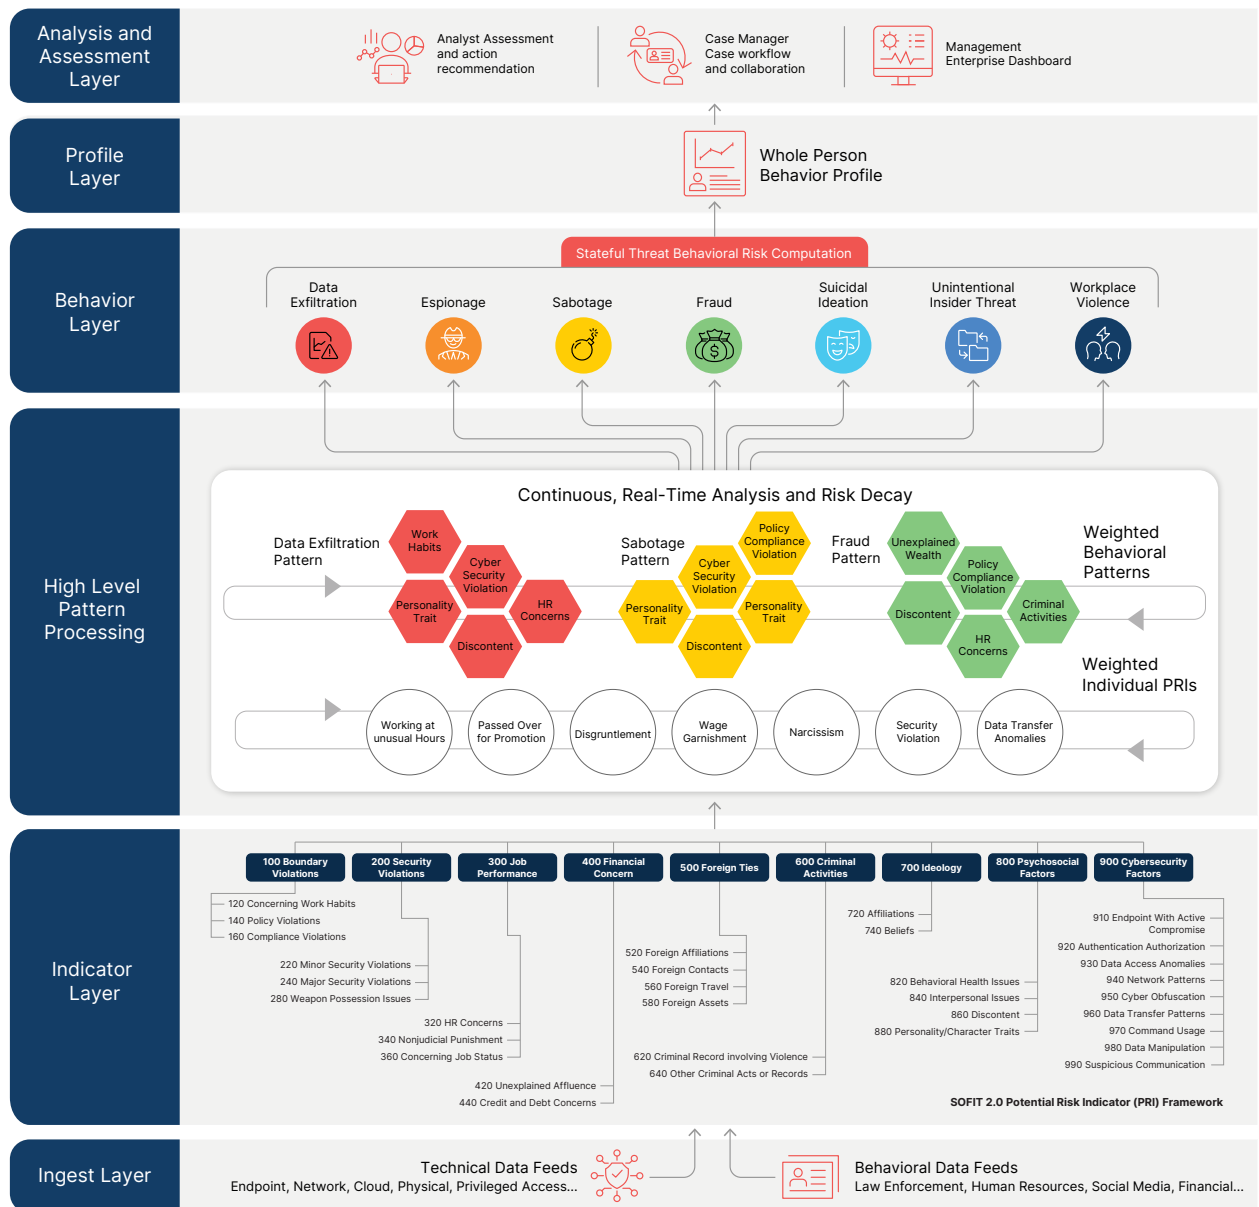 Analysis and
Assessment
Layer
Analyst Assessment
and action
recommendation
Case Manager
Case workflow
and collaboration
Management
Enterprise Dashboard
Profile
Layer
Whole Person
Behavior Profile
Behavior
Layer
Stateful Threat Behavioral Risk Computation
Data
Exfiltration
Espionage
Sabotage
Fraud
Suicidal
Ideation
Unintentional
Insider Threat
Workplace
Violence
High Level
Pattern
Processing
Continuous, Real-Time Analysis and Risk Decay
Data Exfiltration
Pattern
Work
Habits
Cyber
Security
Violation
Personality
Trait
HR
Concerns
Discontent
Sabotage
Pattern
Policy
Compliance
Violation
Cyber
Security
Violation
Personality
Trait
Personality
Trait
Discontent
Fraud
Pattern
Unexplained
Wealth
Policy
Compliance
Violation
Discontent
Criminal
Activities
HR
Concerns
Weighted
Behavioral
Patterns
Weighted
Individual PRIs
Working at
unusual Hours
Passed Over
for Promotion
Disgruntlement
Wage
Garnishment
Narcissism
Security
Violation
Data Transfer
Anomalies
Indicator
Layer
100 Boundary
Violations
120 Concerning Work Habits
140 Policy Violations
160 Compliance Violations
200 Security
Violations
220 Minor Security Violations
240 Major Security Violations
280 Weapon Possession Issues
300 Job
Performance
320 HR Concerns
340 Nonjudicial Punishment
360 Concerning Job Status
400 Financial
Concern
420 Unexplained Affluence
440 Credit and Debt Concerns
500 Foreign Ties
520 Foreign Affiliations
540 Foreign Contacts
560 Foreign Travel
580 Foreign Assets
600 Criminal
Activities
620 Criminal Record involving Violence
640 Other Criminal Acts or Records
700 Ideology
720 Affiliations
740 Beliefs
800 Psychosocial
Factors
820 Behavioral Health Issues
840 Interpersonal Issues
860 Discontent
880 Personality/Character Traits
900 Cybersecurity
Factors
910 Endpoint With Active
Compromise
920 Authentication Authorization
930 Data Access Anomalies
940 Network Patterns
950 Cyber Obfuscation
960 Data Transfer Patterns
970 Command Usage
980 Data Manipulation
990 Suspicious Communication
SOFIT 2.0 Potential Risk Indicator (PRI) Framework
Ingest Layer
Technical Data Feeds
Endpoint, Network, Cloud, Physical, Privileged Access...
Behavioral Data Feeds
Law Enforcement, Human Resources, Social Media, Financial...